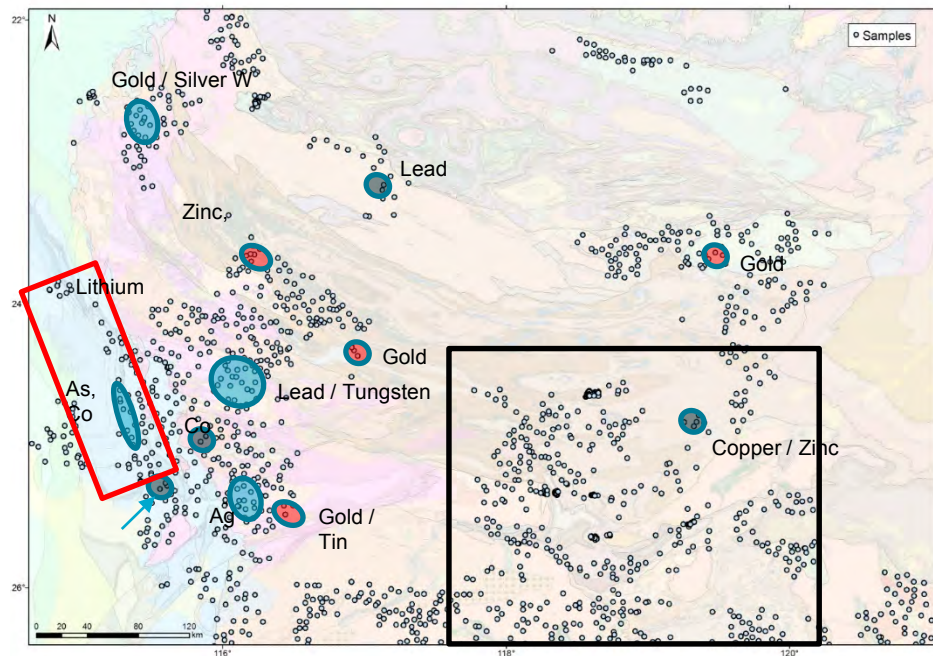 22°
N
Samples
Gold / Silver W
Lead
Zinc,
Gold
24°
Lithium
Gold
Lead / Tungsten
As,
Co
Co
Copper / Zinc
Ag
Gold /
Tin
26°
0 20 40 80 120
km
116°
118°
120°